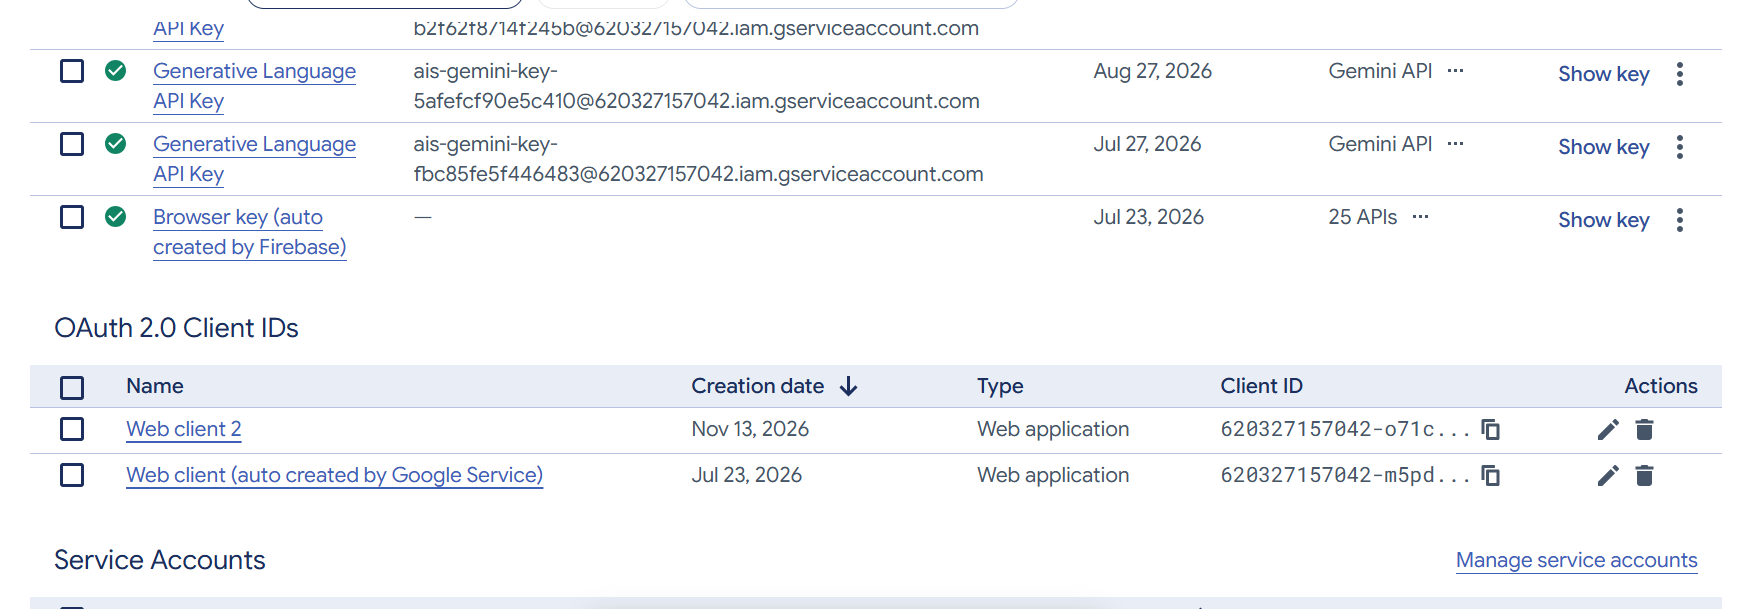 API Key b2f62f8714f245b@620327157042.iam.gserviceaccount.com
Generative Language ais-gemini-key- Aug 27, 2026 Gemini API ··· Show key
API Key 5afefcf90e5c410@620327157042.iam.gserviceaccount.com
Generative Language ais-gemini-key- Jul 27, 2026 Gemini API ··· Show key
API Key fbc85fe5f446483@620327157042.iam.gserviceaccount.com
Browser key (auto — Jul 23, 2026 25 APIs ··· Show key
created by Firebase)
OAuth 2.0 Client IDs
Name Creation date Type Client ID Actions
Web client 2 Nov 13, 2026 Web application 620327157042-o71c...
Web client (auto created by Google Service) Jul 23, 2026 Web application 620327157042-m5pd...
Service Accounts Manage service accounts